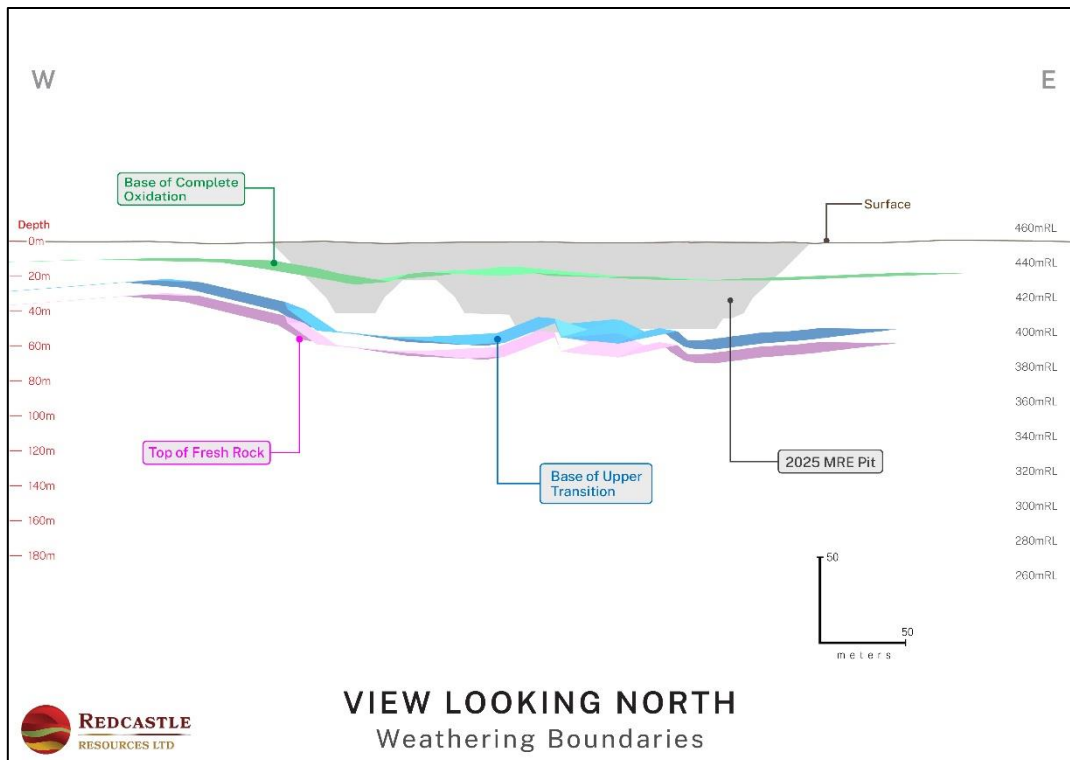 W
E
Base of Complete
Oxidation
Surface
Depth
0m
20m
40m
60m
80m
100m
120m
140m
160m
180m
460mRL
440mRL
420mRL
400mRL
380mRL
360mRL
340mRL
320mRL
300mRL
280mRL
260mRL
Top of Fresh Rock
Base of Upper
Transition
2025 MRE Pit
50
50
meters
VIEW LOOKING NORTH
Weathering Boundaries
REDCASTLE
RESOURCES LTD